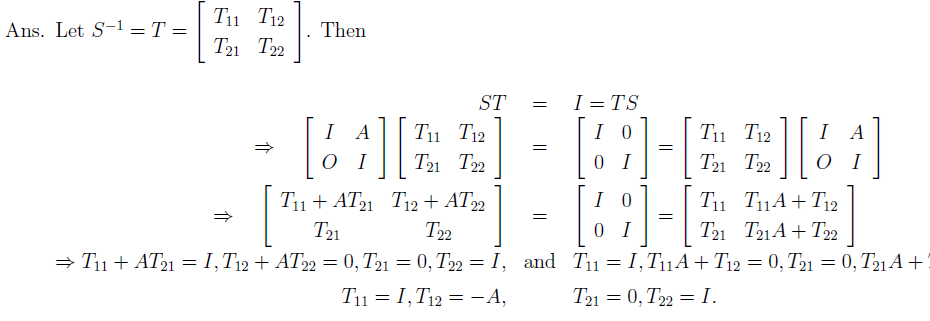 Ans. Let S⁻¹ = T = [ T₁₁ T₁₂ ; T₂₁ T₂₂ ]. Then
ST = I = TS
⇒ [ I A ; O I ] [ T₁₁ T₁₂ ; T₂₁ T₂₂ ] = [ I 0 ; 0 I ] = [ T₁₁ T₁₂ ; T₂₁ T₂₂ ] [ I A ; O I ]
⇒ [ T₁₁ + AT₂₁ T₁₂ + AT₂₂ ; T₂₁ T₂₂ ] = [ I 0 ; 0 I ] = [ T₁₁ T₁₁A + T₁₂ ; T₂₁ T₂₁A + T₂₂ ]
⇒ T₁₁ + AT₂₁ = I, T₁₂ + AT₂₂ = 0, T₂₁ = 0, T₂₂ = I, and T₁₁ = I, T₁₁A + T₁₂ = 0, T₂₁ = 0, T₂₁A +
T₁₁ = I, T₁₂ = −A, T₂₁ = 0, T₂₂ = I.